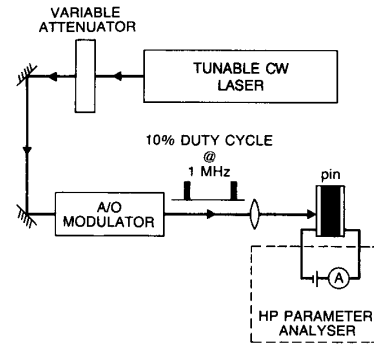 VARIABLE
ATTENUATOR
TUNABLE CW
LASER
10% DUTY CYCLE
@
1 MHz
pin
A/O
MODULATOR
A
HP PARAMETER
ANALYSER